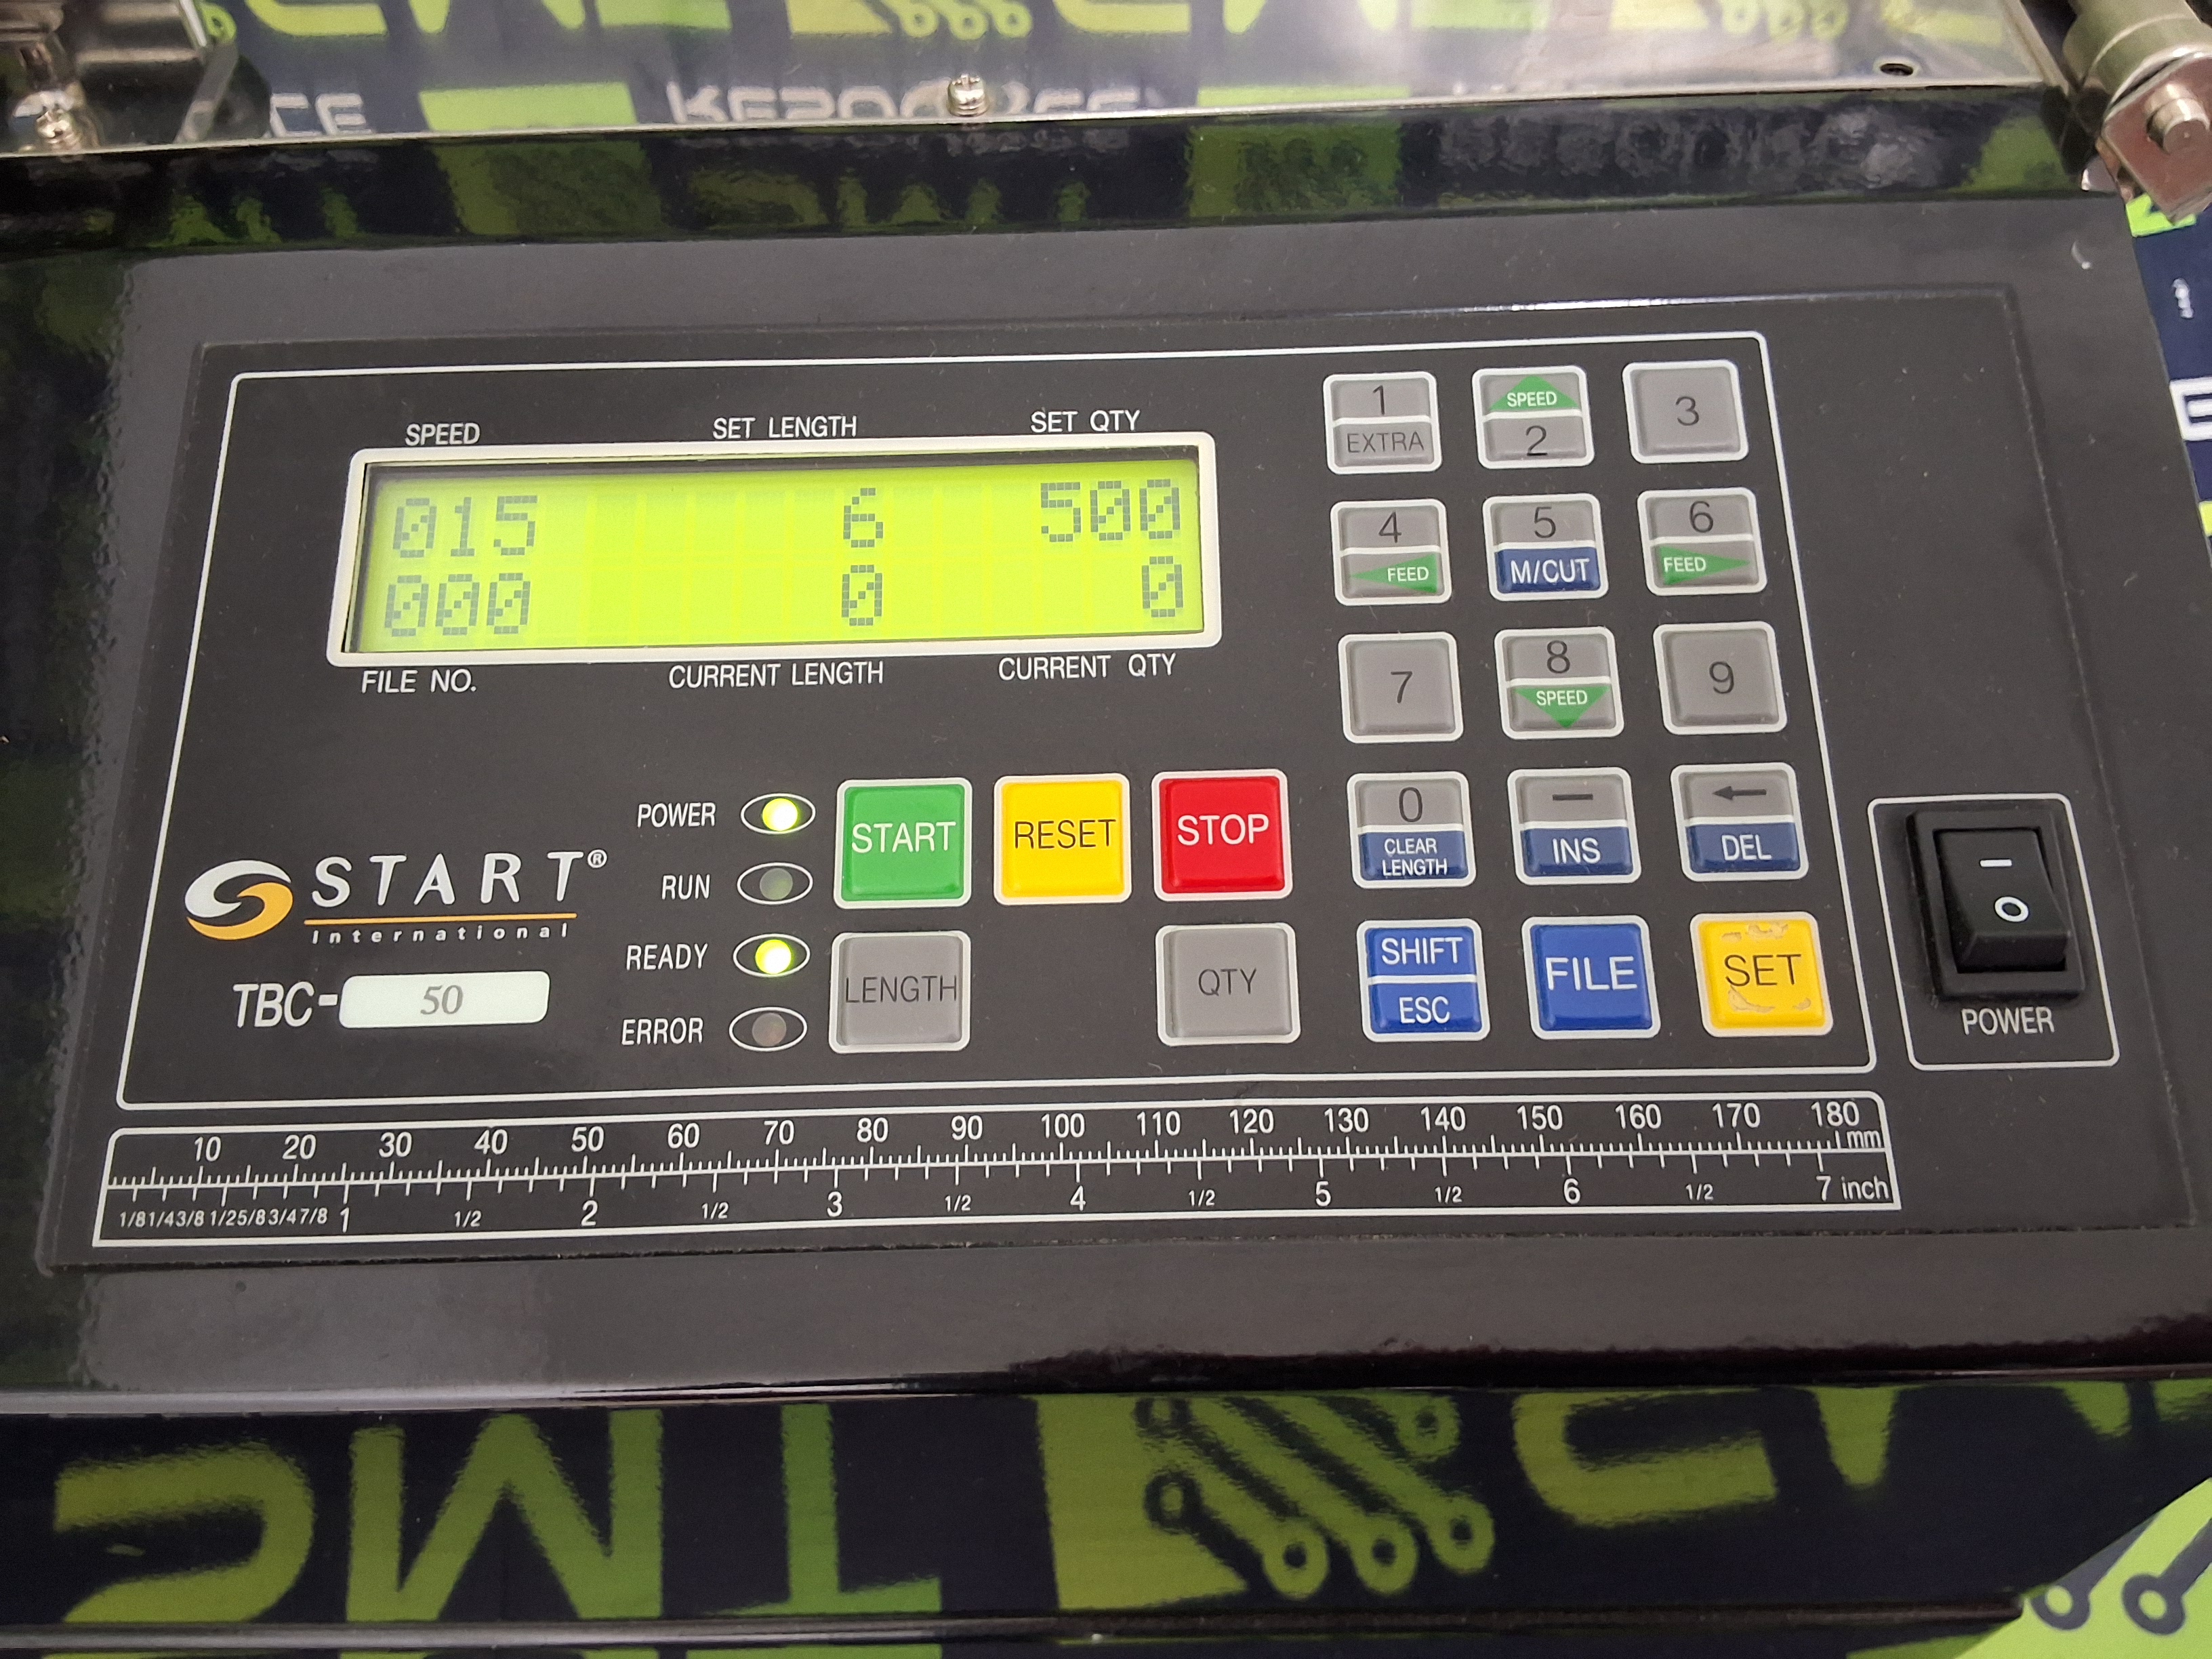 SPEED SET LENGTH SET QTY
015 6 500
000 0 0
FILE NO. CURRENT LENGTH CURRENT QTY
1
EXTRA
SPEED
2
3
4
FEED
5
M/CUT
6
FEED
7
8
SPEED
9
0
CLEAR
LENGTH
—
INS
←
DEL
SHIFT
ESC
FILE
SET
START®
International
TBC- 50
POWER
RUN
READY
ERROR
START
RESET
STOP
LENGTH
QTY
POWER
10 20 30 40 50 60 70 80 90 100 110 120 130 140 150 160 170 180 mm
1/8 1/4 3/8 1/2 5/8 3/4 7/8 1 1/2 2 1/2 3 1/2 4 1/2 5 1/2 6 1/2 7 inch